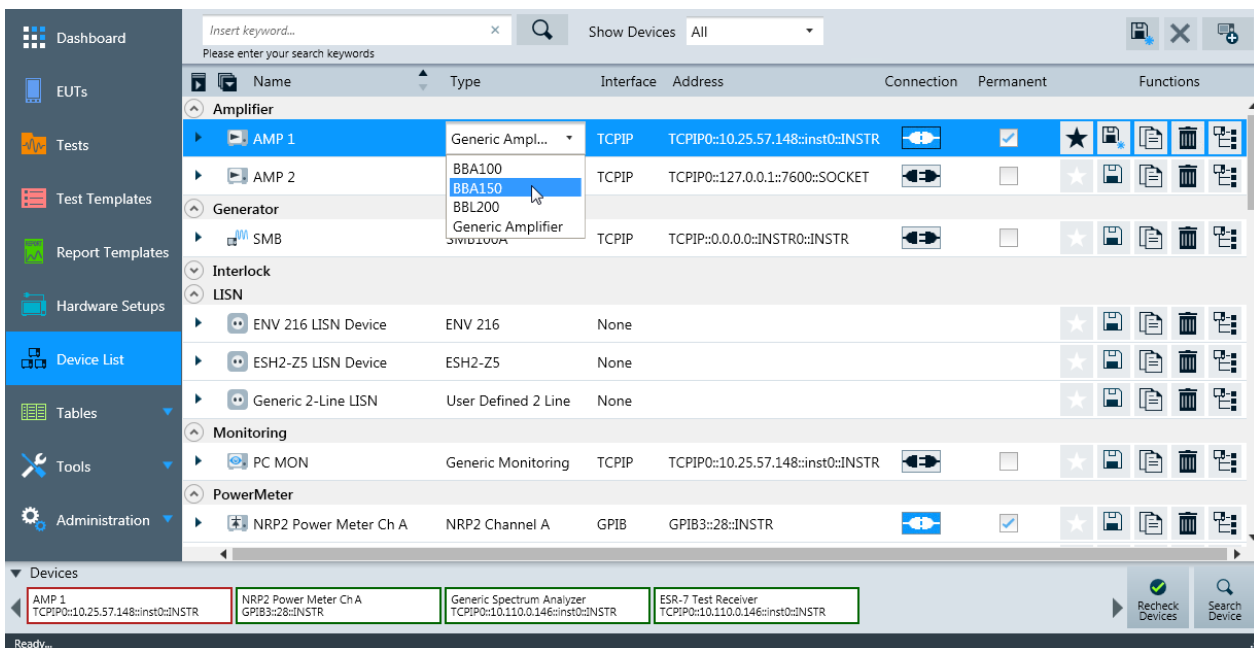 Dashboard
EUTs
Tests
Test Templates
REPORT
Report Templates
Hardware Setups
Device List
Tables
Tools
Administration
Insert keyword...
Show Devices All
Please enter your search keywords
Name Type Interface Address Connection Permanent Functions
Amplifier
AMP 1 Generic Ampl... TCPIP TCPIP0::10.25.57.148::inst0::INSTR
BBA100
BBA150
BBL200
Generic Amplifier
AMP 2 TCPIP TCPIP0::127.0.0.1::7600::SOCKET
Generator
SMB SMB100A TCPIP TCPIP::0.0.0.0::INSTR0::INSTR
Interlock
LISN
ENV 216 LISN Device ENV 216 None
ESH2-Z5 LISN Device ESH2-Z5 None
Generic 2-Line LISN User Defined 2 Line None
Monitoring
PC MON Generic Monitoring TCPIP TCPIP0::10.25.57.148::inst0::INSTR
PowerMeter
NRP2 Power Meter Ch A NRP2 Channel A GPIB GPIB3::28::INSTR
Devices
AMP 1
TCPIP0::10.25.57.148::inst0::INSTR
NRP2 Power Meter Ch A
GPIB3::28::INSTR
Generic Spectrum Analyzer
TCPIP0::10.110.0.146::inst0::INSTR
ESR-7 Test Receiver
TCPIP0::10.110.0.146::inst0::INSTR
Recheck
Devices
Search
Device
Ready...